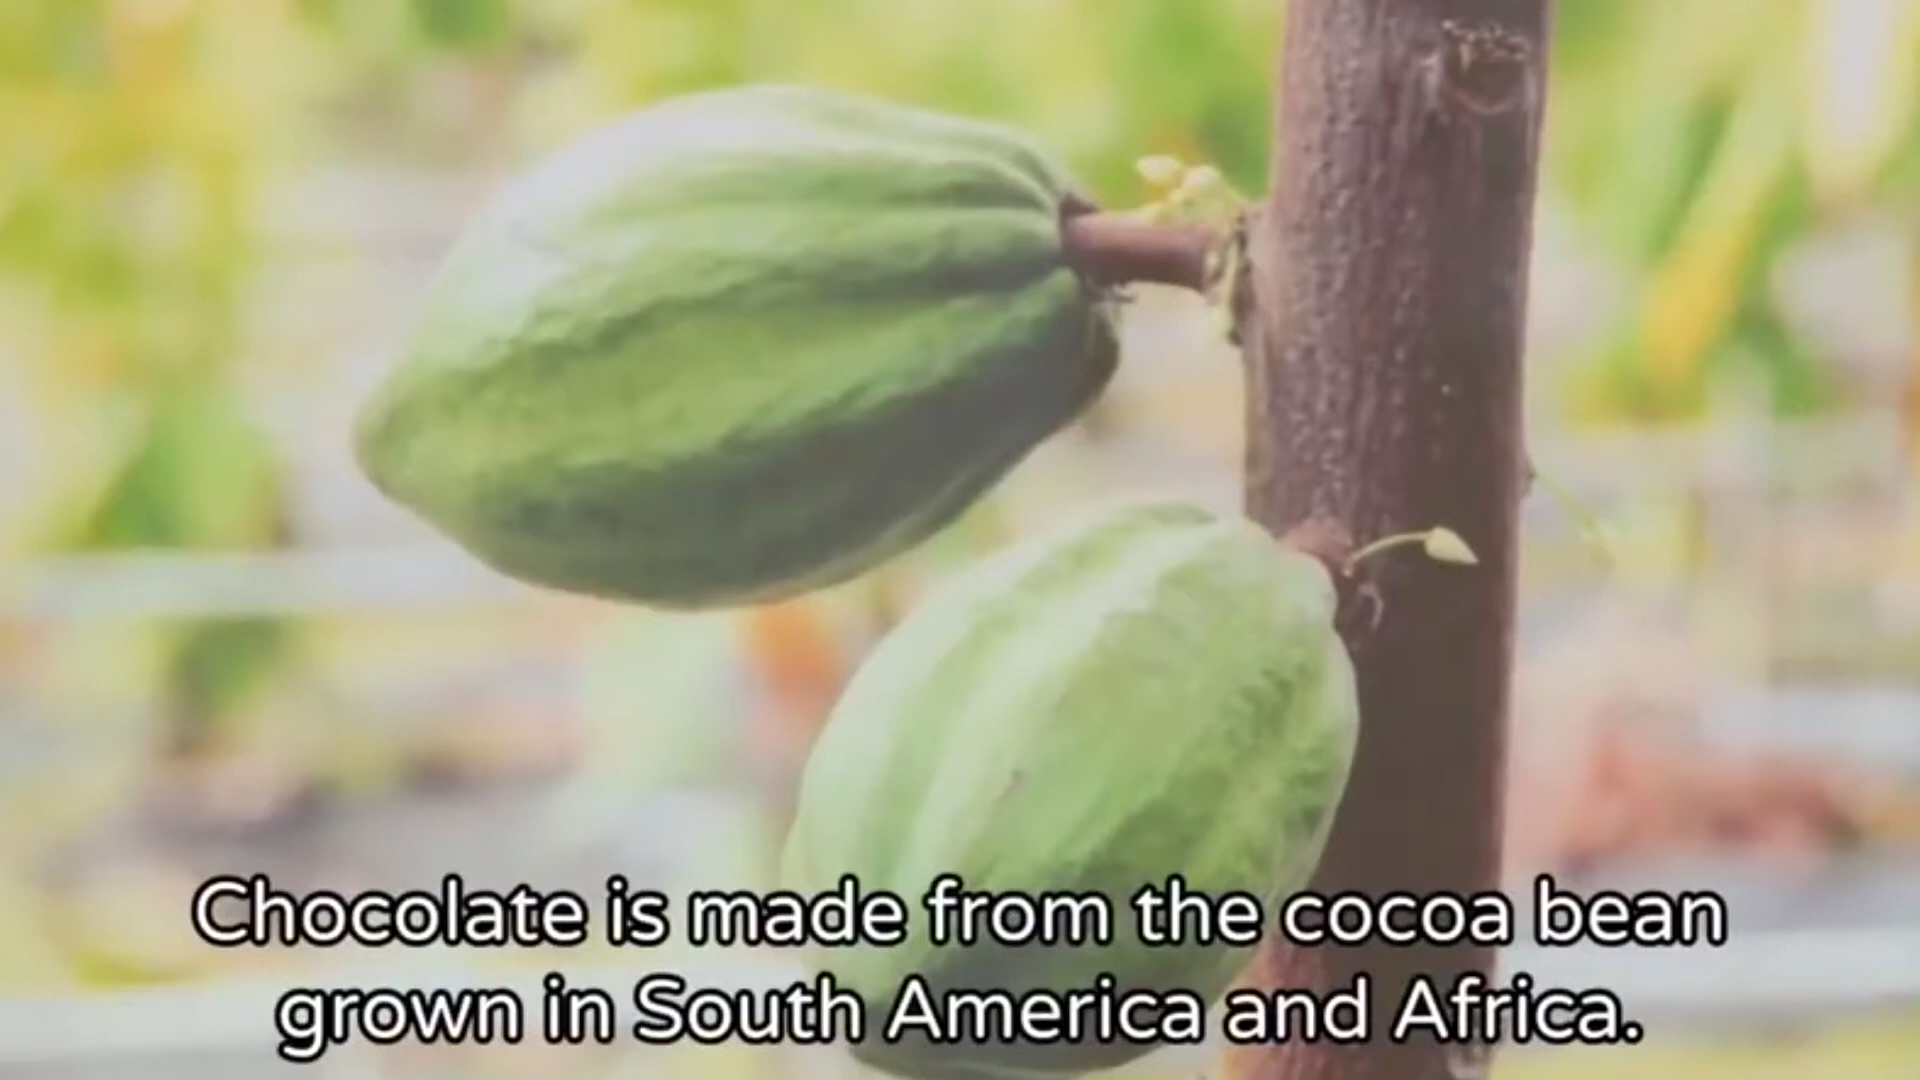 Chocolate is made from the cocoa bean
grown in South America and Africa.